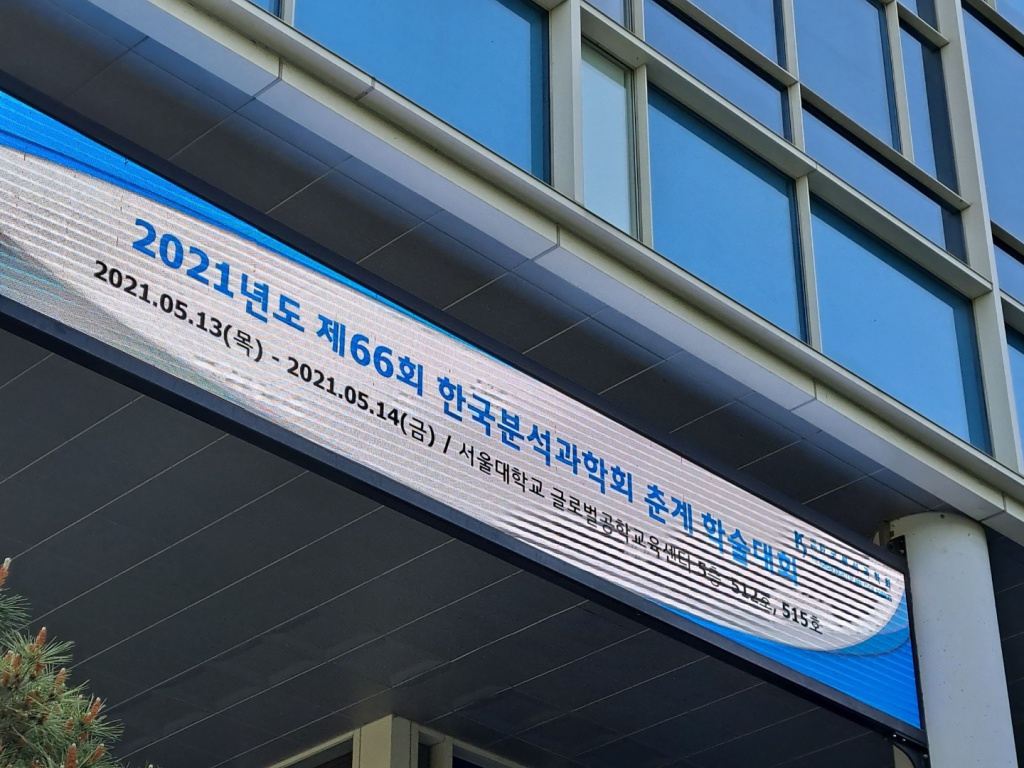 2021년도 제66회 한국분석과학회 춘계 학술대회
2021.05.13(목) - 2021.05.14(금) / 서울대학교 글로벌공학교육센터 5층 512호, 515호